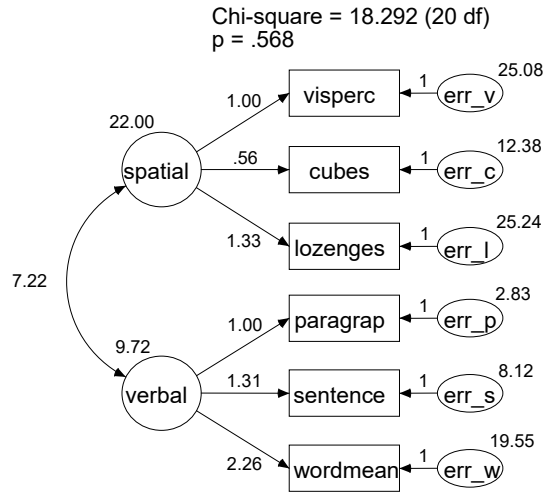 Chi-square = 18.292 (20 df)
p = .568
25.08
1.00
visperc
1
err_v
22.00
12.38
spatial
.56
cubes
1
err_c
25.24
1.33
lozenges
1
err_l
7.22
2.83
1.00
paragrap
1
err_p
9.72
8.12
verbal
1.31
sentence
1
err_s
19.55
2.26
wordmean
1
err_w